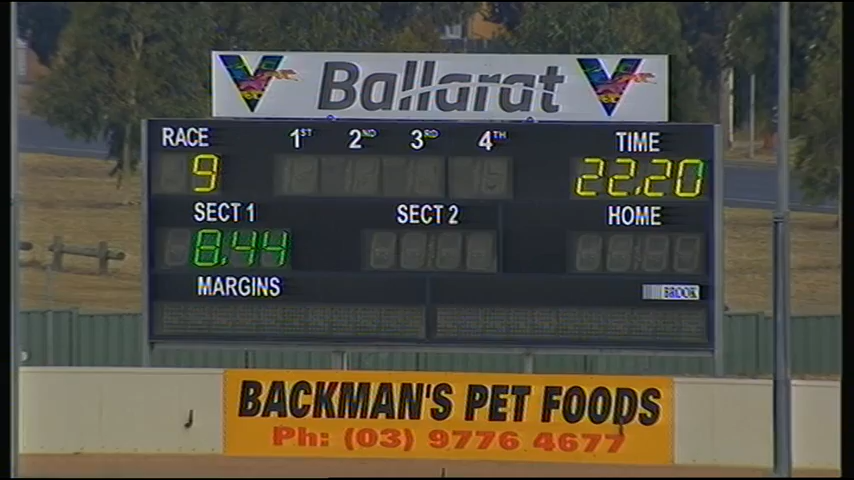 Ballarat
RACE 1ST 2ND 3RD 4TH TIME
9 22.20
SECT 1 SECT 2 HOME
8.44
MARGINS
BROOK
BACKMAN'S PET FOODS
Ph: (03) 9776 4677